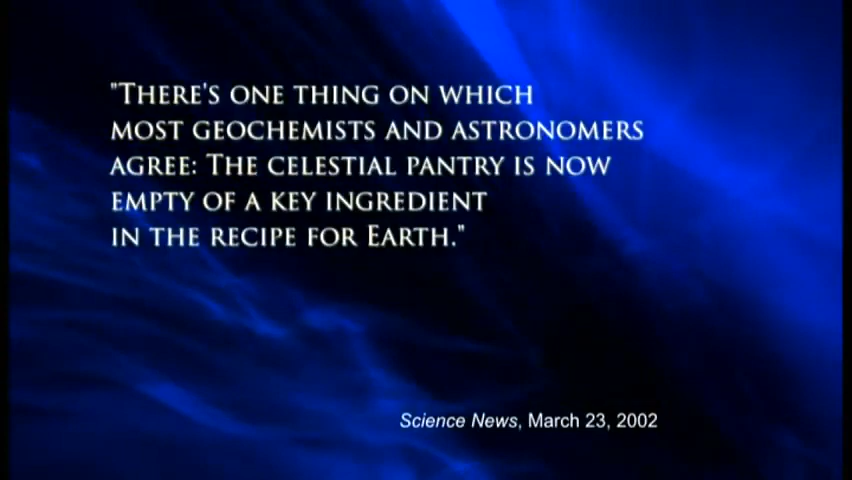 "There's one thing on which
most geochemists and astronomers
agree: The celestial pantry is now
empty of a key ingredient
in the recipe for Earth."
Science News, March 23, 2002